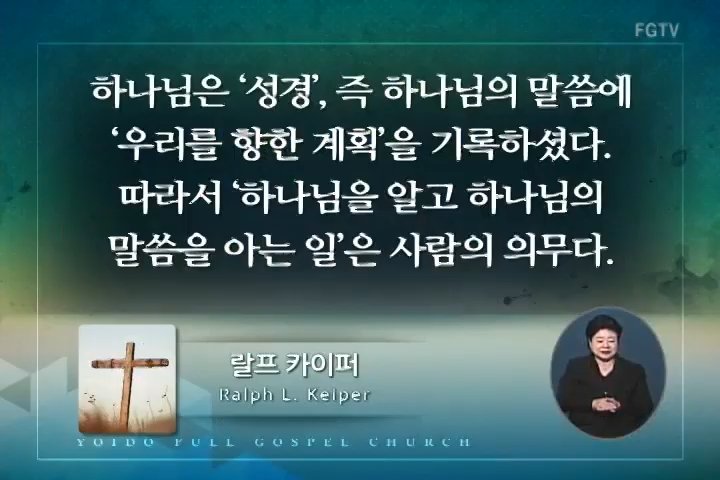 FGTV
하나님은 ‘성경’, 즉 하나님의 말씀에
‘우리를 향한 계획’을 기록하셨다.
따라서 ‘하나님을 알고 하나님의
말씀을 아는 일’은 사람의 의무다.
랄프 카이퍼
Ralph L. Keiper
YOIDO FULL GOSPEL CHURCH